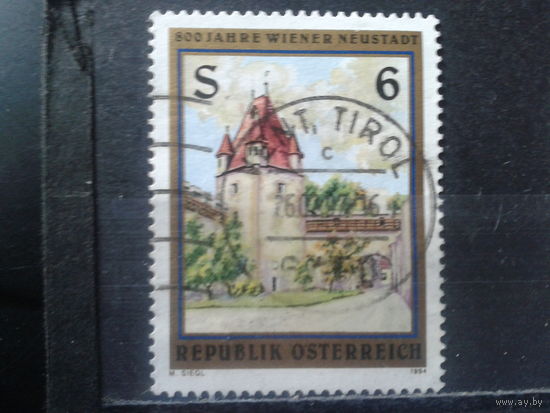 800 JAHRE WIENER NEUSTADT
S 6
T. TIROL
c
REPUBLIK ÖSTERREICH
M. SIEGL 1994
www.ay.by